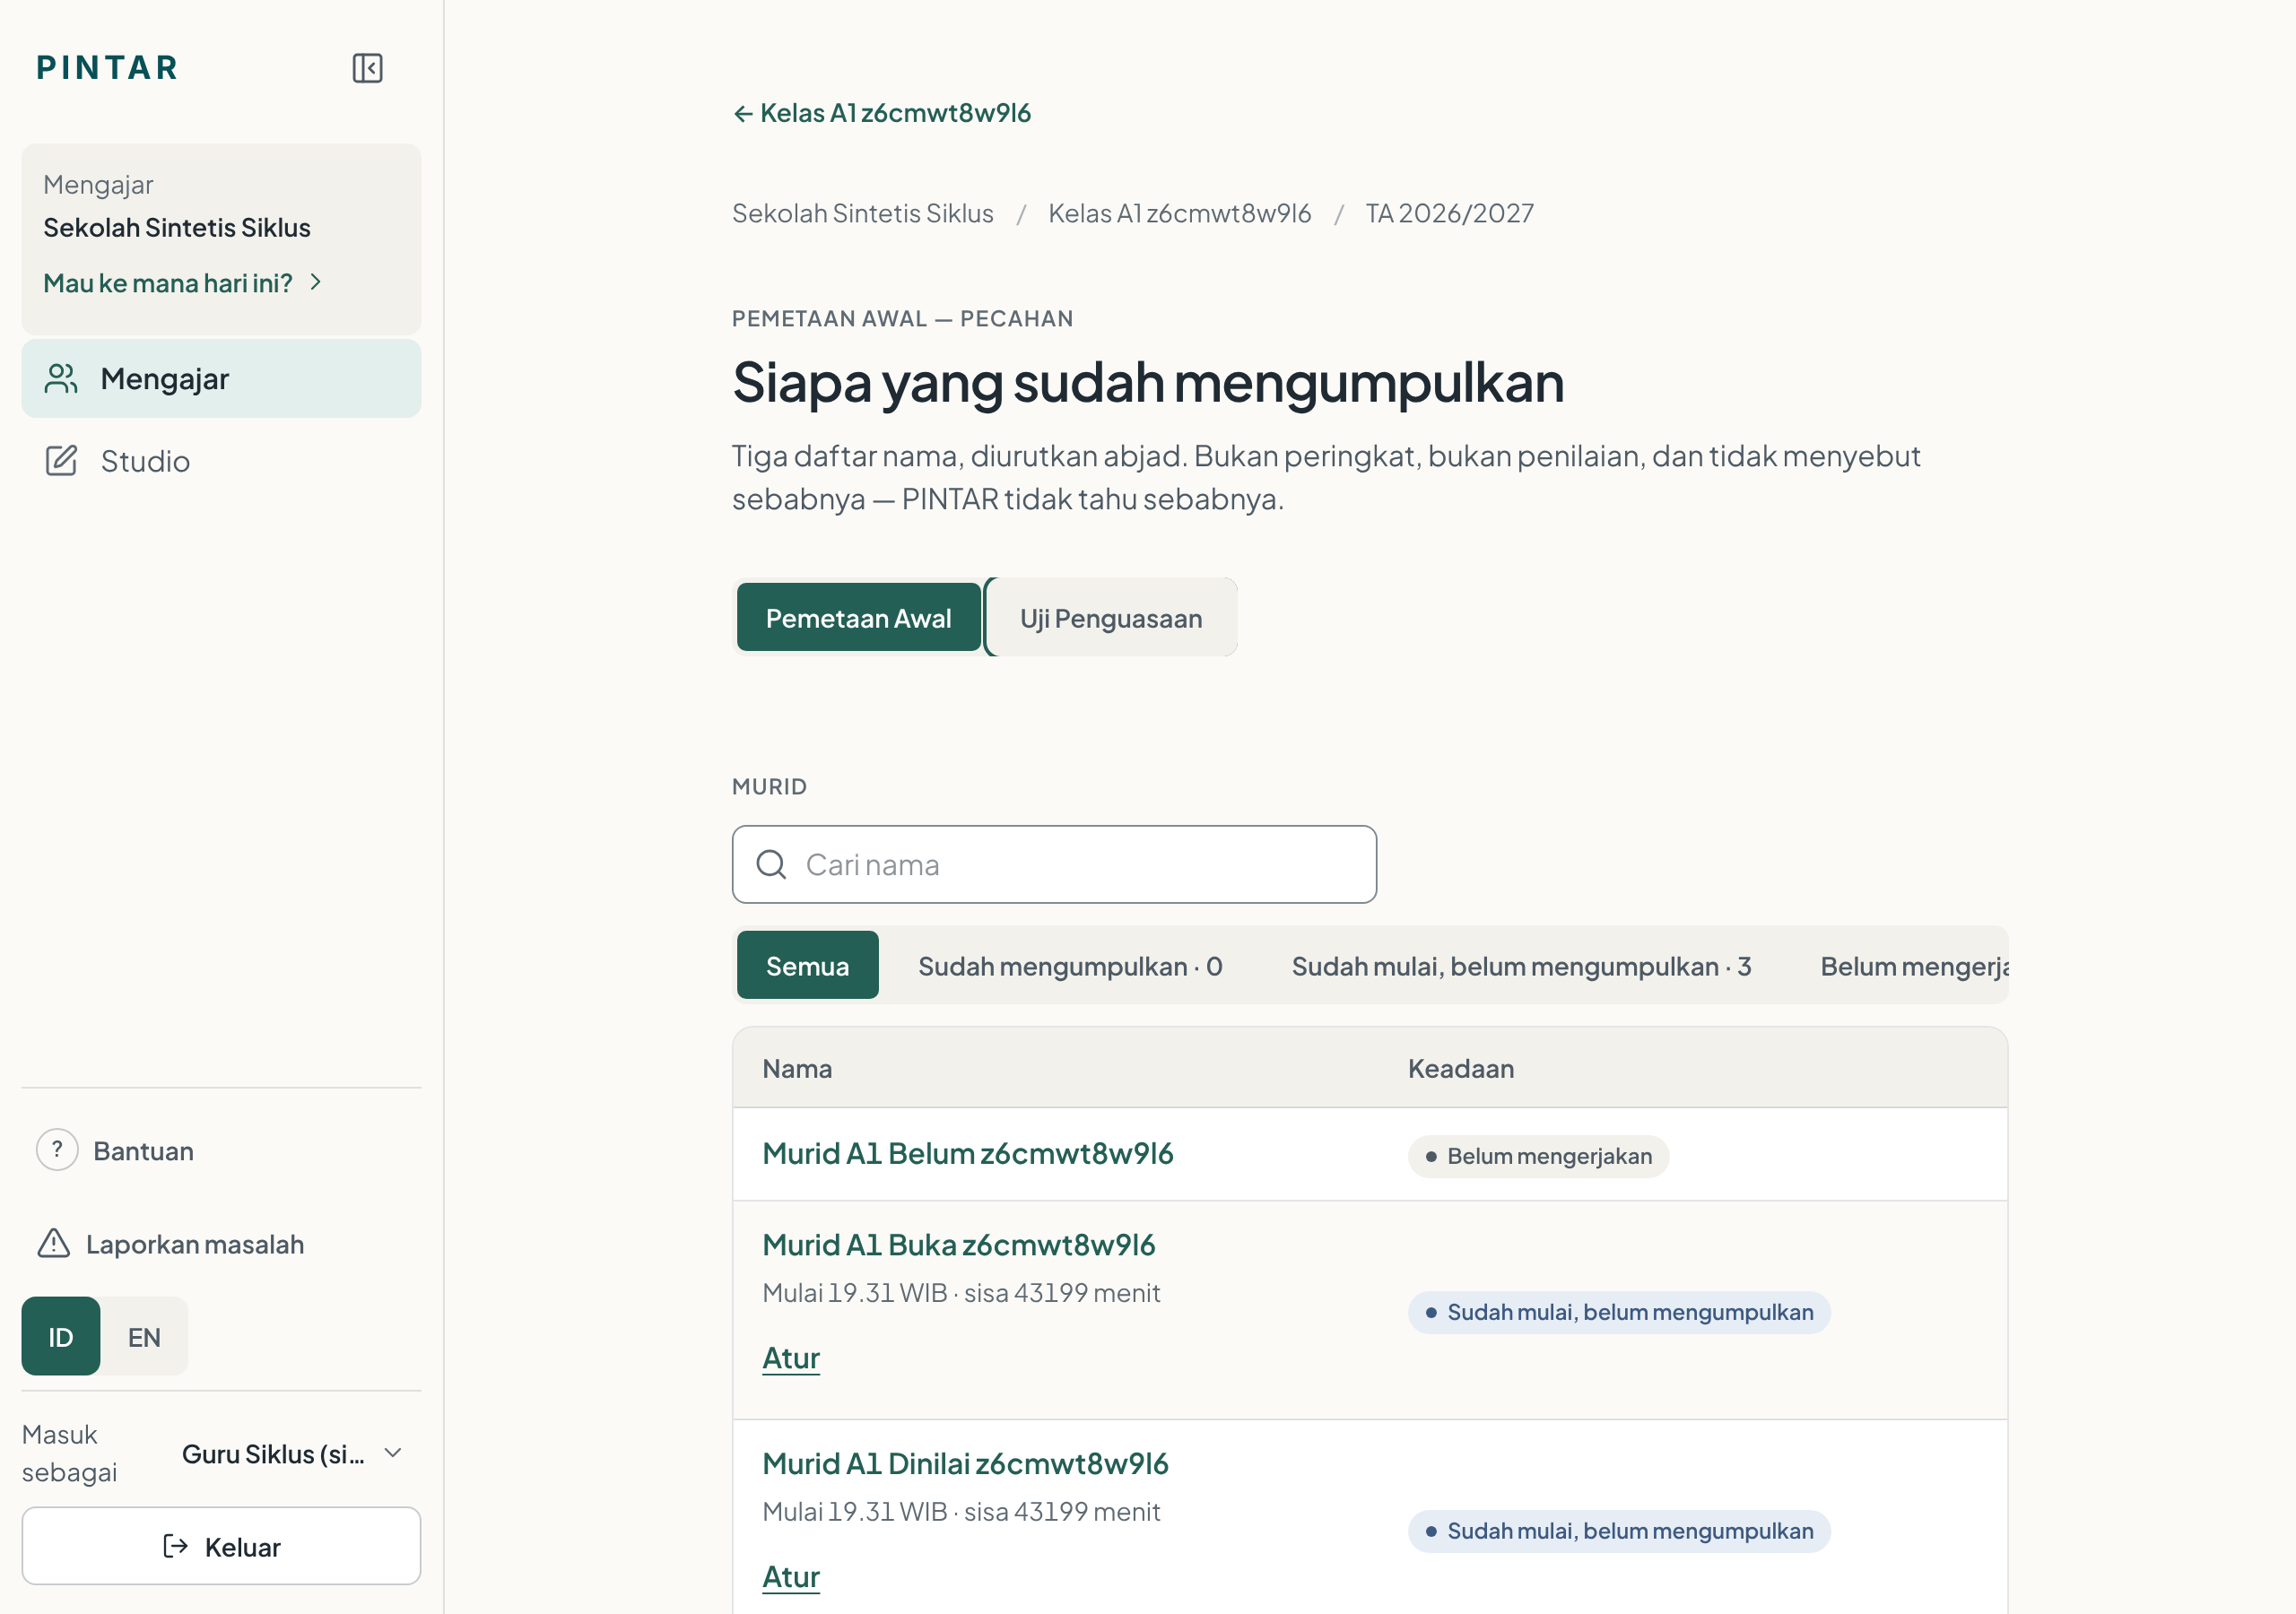 PINTAR
Mengajar
Sekolah Sintetis Siklus
Mau ke mana hari ini?
Mengajar
Studio
? Bantuan
Laporkan masalah
ID EN
Masuk sebagai
Guru Siklus (si...
Keluar
← Kelas A1 z6cmwt8w9l6
Sekolah Sintetis Siklus / Kelas A1 z6cmwt8w9l6 / TA 2026/2027
PEMETAAN AWAL — PECAHAN
Siapa yang sudah mengumpulkan
Tiga daftar nama, diurutkan abjad. Bukan peringkat, bukan penilaian, dan tidak menyebut
sebabnya — PINTAR tidak tahu sebabnya.
Pemetaan Awal Uji Penguasaan
MURID
Cari nama
Semua Sudah mengumpulkan · 0 Sudah mulai, belum mengumpulkan · 3 Belum mengerja
Nama Keadaan
Murid A1 Belum z6cmwt8w9l6 Belum mengerjakan
Murid A1 Buka z6cmwt8w9l6
Mulai 19.31 WIB · sisa 43199 menit
Sudah mulai, belum mengumpulkan
Atur
Murid A1 Dinilai z6cmwt8w9l6
Mulai 19.31 WIB · sisa 43199 menit
Sudah mulai, belum mengumpulkan
Atur